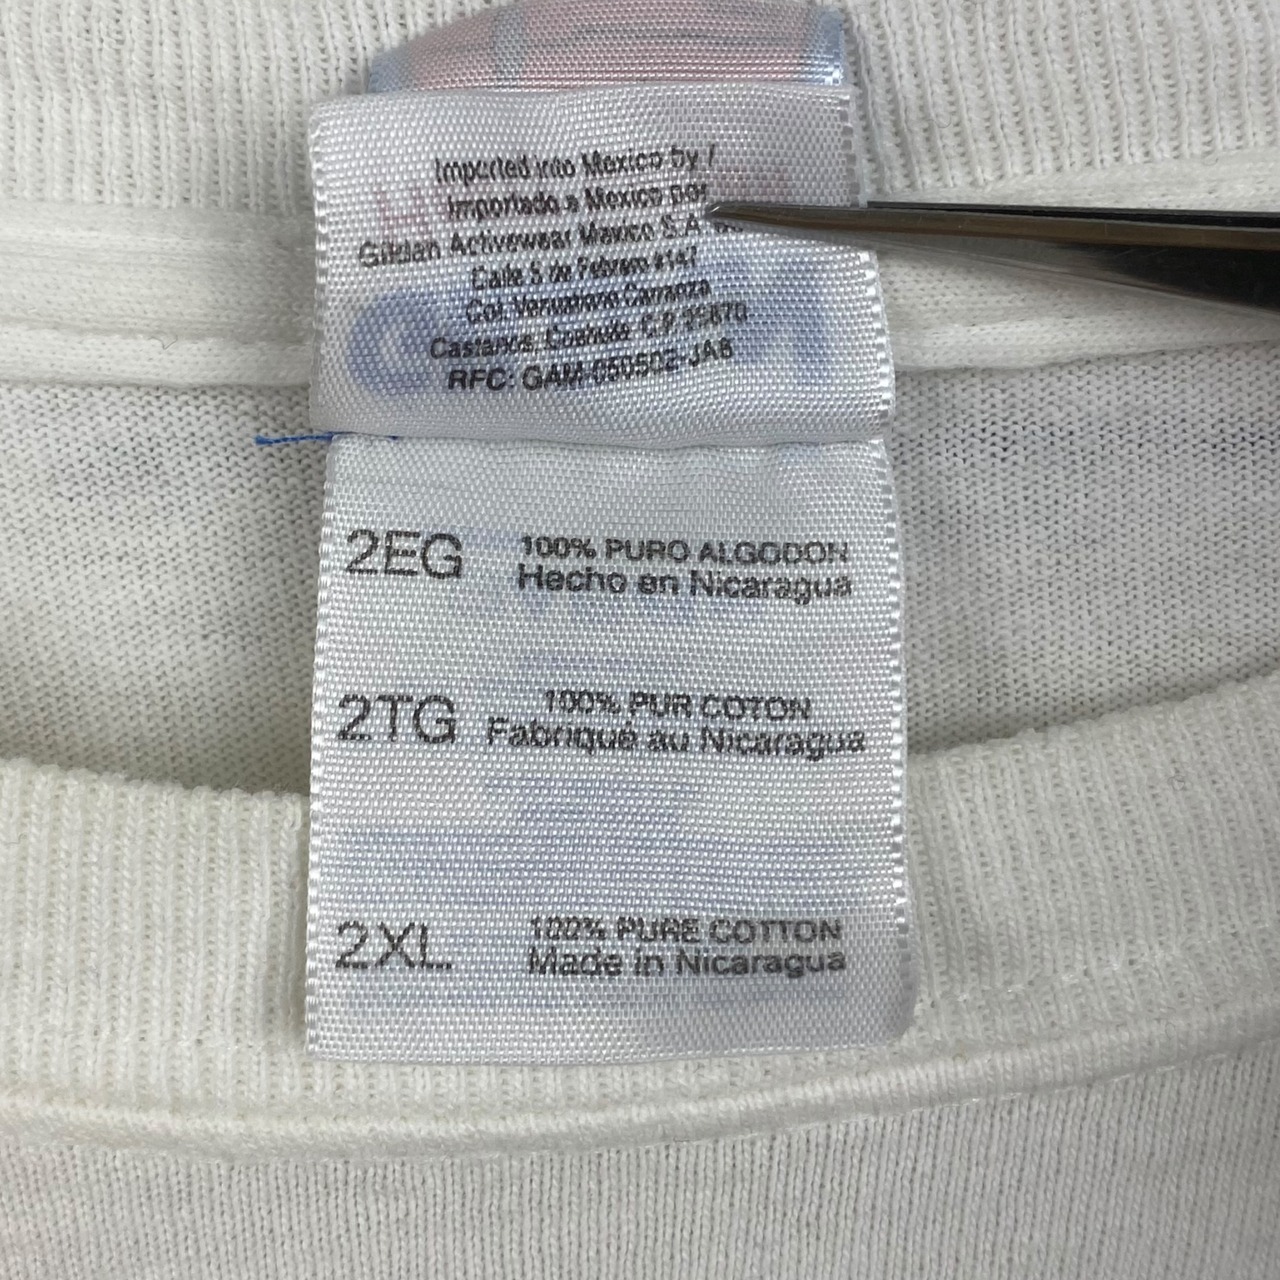 Imported into Mexico by /
Importado a Mexico por
Gildan Activewear Mexico S.A.
Calle 5 de Febrero #147
Col. Venustiano Carranza
Castanos, Coahuila C.P. 25870
RFC: GAM-050502-JA8
2EG
100% PURO ALGODON
Hecho en Nicaragua
2TG
100% PUR COTON
Fabriqué au Nicaragua
2XL
100% PURE COTTON
Made in Nicaragua